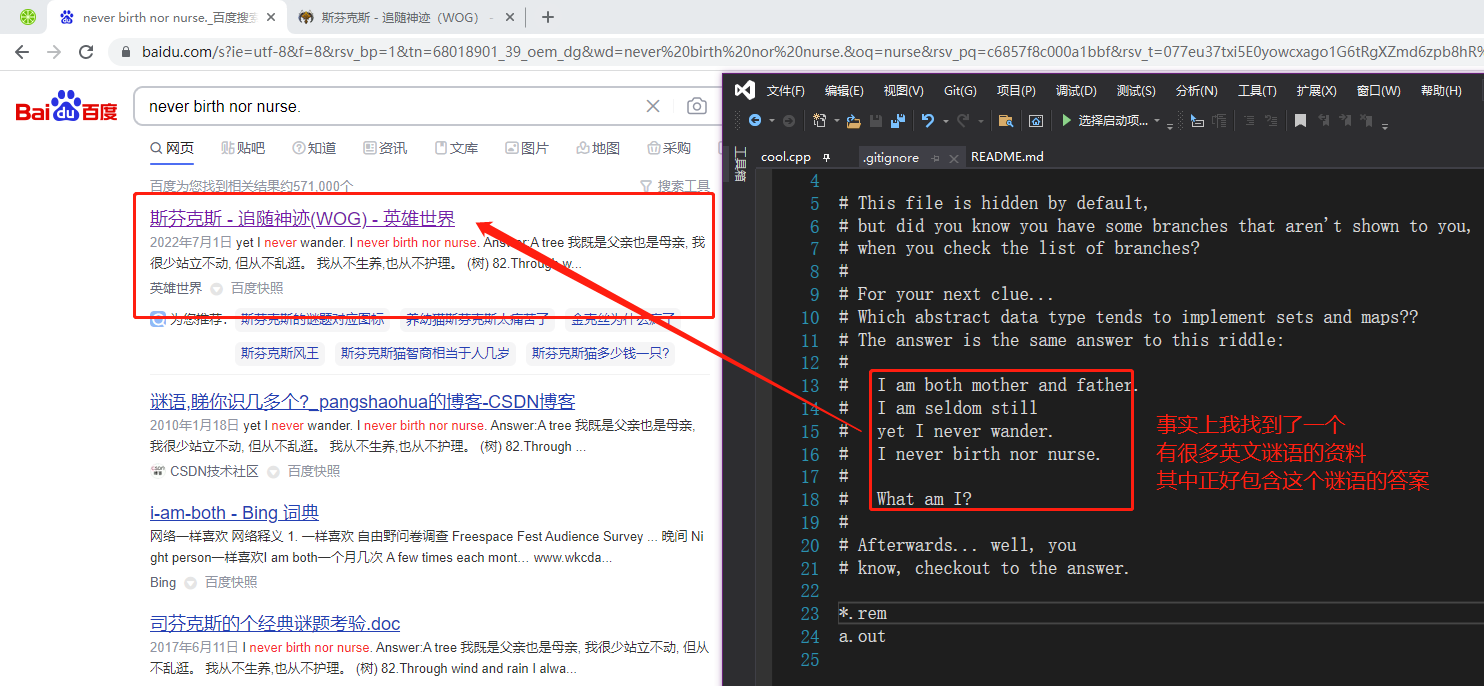 never birth nor nurse._百度搜
斯芬克斯 - 追随神迹（WOG） -
baidu.com/s?ie=utf-8&f=8&rsv_bp=1&tn=68018901_39_oem_dg&wd=never%20birth%20nor%20nurse.&oq=nurse&rsv_pq=c6857f8c000a1bbf&rsv_t=077eu37txi5E0yowcxago1G6tRgXZmd6zpb8hR%
Bai du 百度
never birth nor nurse.
网页 贴吧 知道 资讯 文库 图片 地图 采购
百度为您找到相关结果约571,000个
搜索工具
斯芬克斯 - 追随神迹(WOG) - 英雄世界
2022年7月1日 yet I never wander. I never birth nor nurse. Answer:A tree 我既是父亲也是母亲, 我
很少站立不动, 但从不乱逛。 我从不生养,也从不护理。 (树) 82.Through w...
英雄世界 百度快照
为您推荐: 斯芬克斯的谜题对应图标 养幼猫斯芬克斯太痛苦了 金克丝为什么疯了
斯芬克斯风王 斯芬克斯猫智商相当于人几岁 斯芬克斯猫多少钱一只?
谜语,睇你识几多个?_pangshaohua的博客-CSDN博客
2010年1月18日 yet I never wander. I never birth nor nurse. Answer:A tree 我既是父亲也是母亲,
我很少站立不动, 但从不乱逛。 我从不生养,也从不护理。 (树) 82.Through ...
CSDN技术社区 百度快照
i-am-both - Bing 词典
网络一样喜欢 网络释义 1. 一样喜欢 自由野问卷调查 Freespace Fest Audience Survey ... 晚间 Ni
ght person一样喜欢I am both一个月几次 A few times each mont… www.wkcda...
Bing 百度快照
司芬克斯的个经典谜题考验.doc
2017年6月11日 I never birth nor nurse. Answer:A tree 我既是父亲也是母亲, 我很少站立不动, 但从
不乱逛。 我从不生养,也从不护理。 (树) 82.Through wind and rain I alwa...
文件(F) 编辑(E) 视图(V) Git(G) 项目(P) 调试(D) 测试(S) 分析(N) 工具(T) 扩展(X) 窗口(W) 帮助(H)
选择启动项...
工具箱
cool.cpp .gitignore README.md
4
5 # This file is hidden by default,
6 # but did you know you have some branches that aren't shown to you,
7 # when you check the list of branches?
8 #
9 # For your next clue...
10 # Which abstract data type tends to implement sets and maps??
11 # The answer is the same answer to this riddle:
12 #
13 # I am both mother and father.
14 # I am seldom still
15 # yet I never wander.
16 # I never birth nor nurse.
17 #
18 # What am I?
19 #
20 # Afterwards... well, you
21 # know, checkout to the answer.
22
23 *.rem
24 a.out
25
事实上我找到了一个
有很多英文谜语的资料
其中正好包含这个谜语的答案